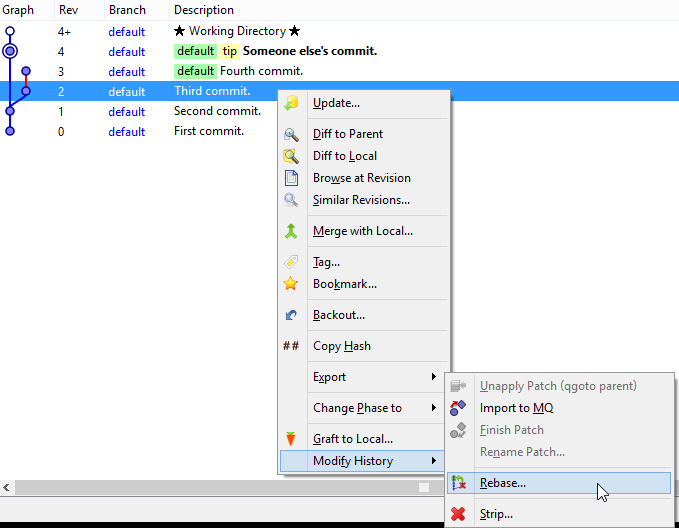 Graph Rev Branch Description
4+ default ★ Working Directory ★
4 default default tip Someone else's commit.
3 default default Fourth commit.
2 default Third commit.
1 default Second commit.
0 default First commit.
Update...
Diff to Parent
Diff to Local
Browse at Revision
Similar Revisions...
Merge with Local...
Tag...
Bookmark...
Backout...
## Copy Hash
Export
Change Phase to
Graft to Local...
Modify History
Unapply Patch (qgoto parent)
Import to MQ
Finish Patch
Rename Patch...
Rebase...
Strip...